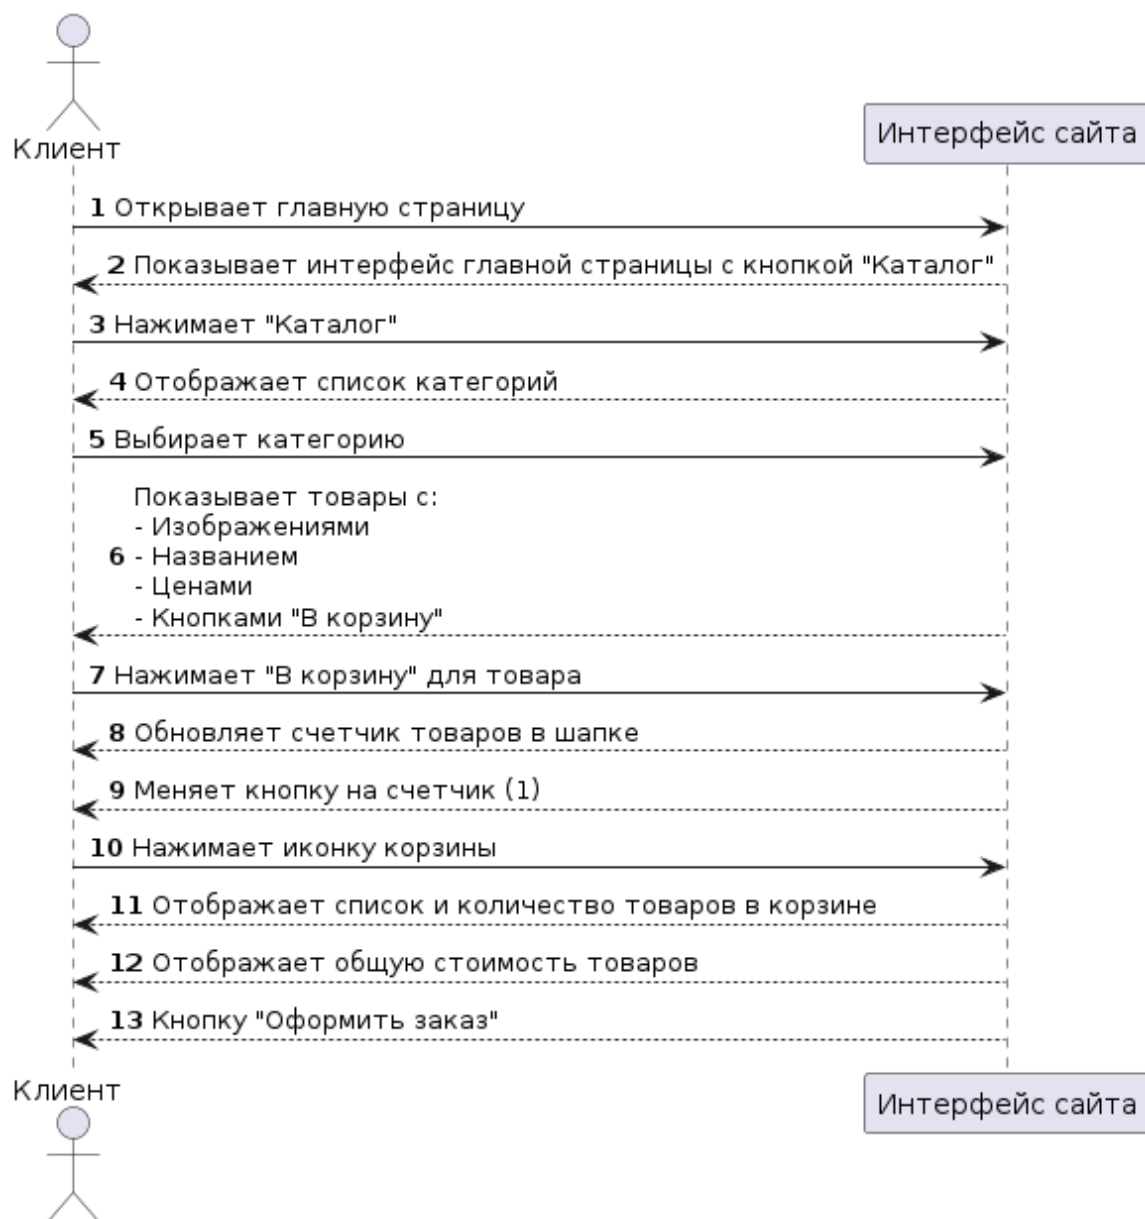 Клиент
Интерфейс сайта
1 Открывает главную страницу
2 Показывает интерфейс главной страницы с кнопкой "Каталог"
3 Нажимает "Каталог"
4 Отображает список категорий
5 Выбирает категорию
Показывает товары с:
- Изображениями
6 - Названием
- Ценами
- Кнопками "В корзину"
7 Нажимает "В корзину" для товара
8 Обновляет счетчик товаров в шапке
9 Меняет кнопку на счетчик (1)
10 Нажимает иконку корзины
11 Отображает список и количество товаров в корзине
12 Отображает общую стоимость товаров
13 Кнопку "Оформить заказ"
Клиент
Интерфейс сайта